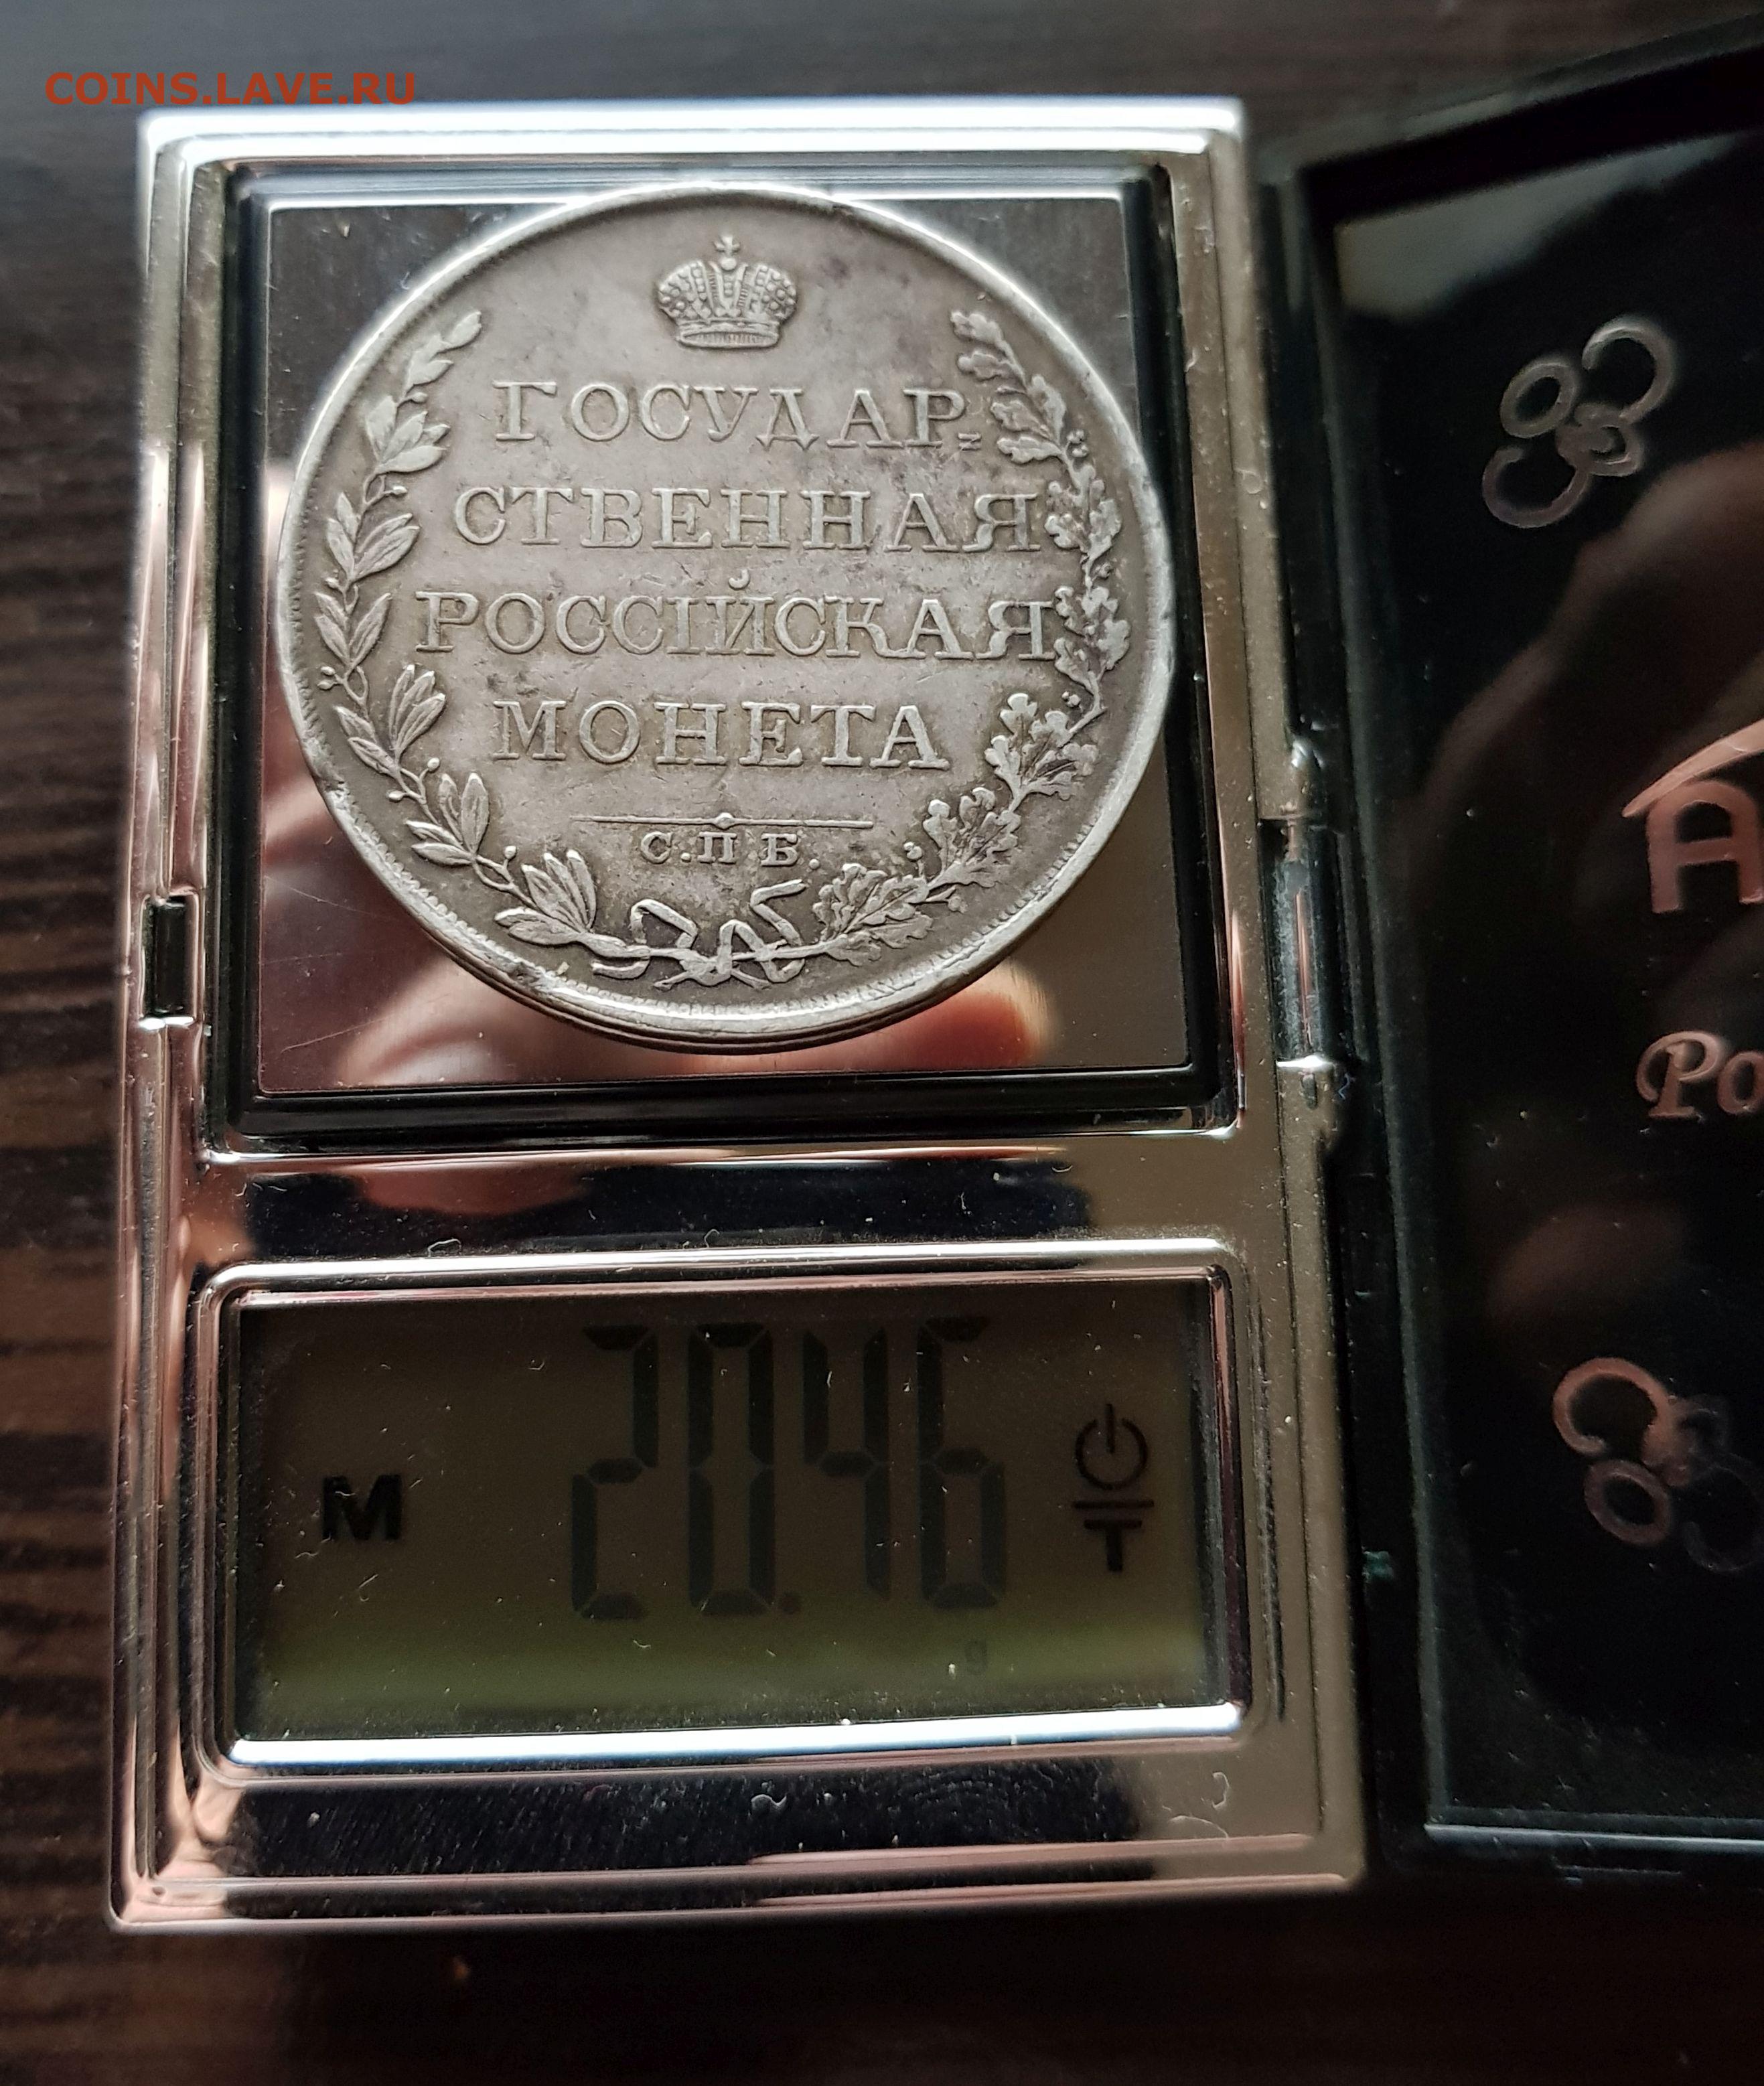 COINS.LAVE.RU
ГОСУДАР=
СТВЕННАЯ
РОССІЙСКАЯ
МОНЕТА
С.П Б.
M 20.46
g
T